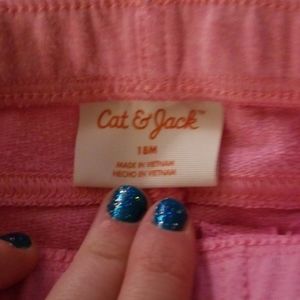 Cat & Jack™
18M
MADE IN VIETNAM
HECHO EN VIETNAM